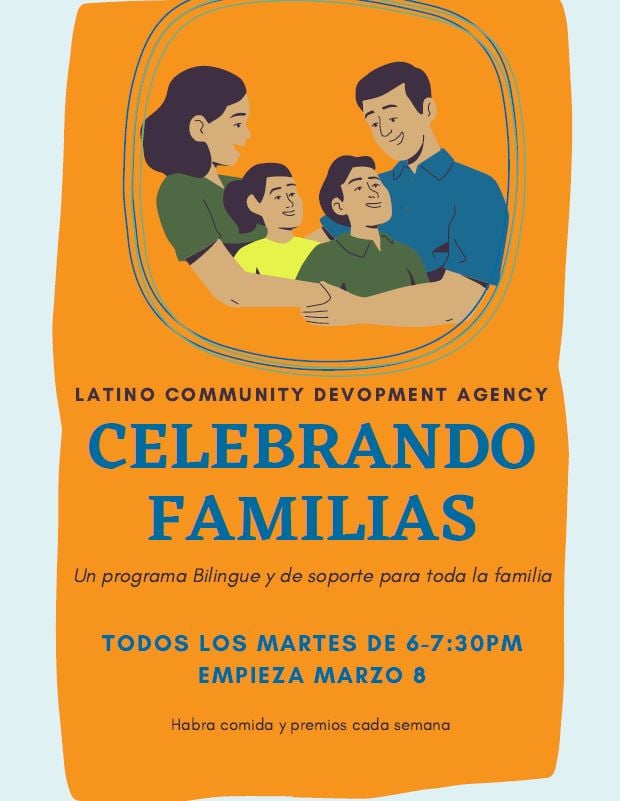 LATINO COMMUNITY DEVOPMENT AGENCY
CELEBRANDO
FAMILIAS
Un programa Bilingue y de soporte para toda la familia
TODOS LOS MARTES DE 6-7:30PM
EMPIEZA MARZO 8
Habra comida y premios cada semana